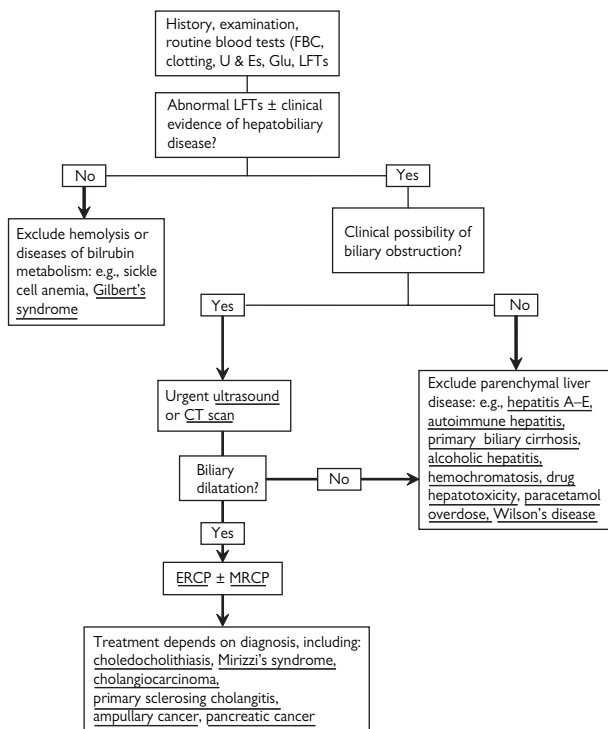 History, examination,
routine blood tests (FBC,
clotting, U & Es, Glu, LFTs
Abnormal LFTs ± clinical
evidence of hepatobiliary
disease?
No
Yes
Exclude hemolysis or
diseases of bilrubin
metabolism: e.g., sickle
cell anemia, Gilbert's
syndrome
Clinical possibility of
biliary obstruction?
Yes
No
Urgent ultrasound
or CT scan
Exclude parenchymal liver
disease: e.g., hepatitis A–E,
autoimmune hepatitis,
primary biliary cirrhosis,
alcoholic hepatitis,
hemochromatosis, drug
hepatotoxicity, paracetamol
overdose, Wilson's disease
Biliary
dilatation?
No
Yes
ERCP ± MRCP
Treatment depends on diagnosis, including:
choledocholithiasis, Mirizzi's syndrome,
cholangiocarcinoma,
primary sclerosing cholangitis,
ampullary cancer, pancreatic cancer